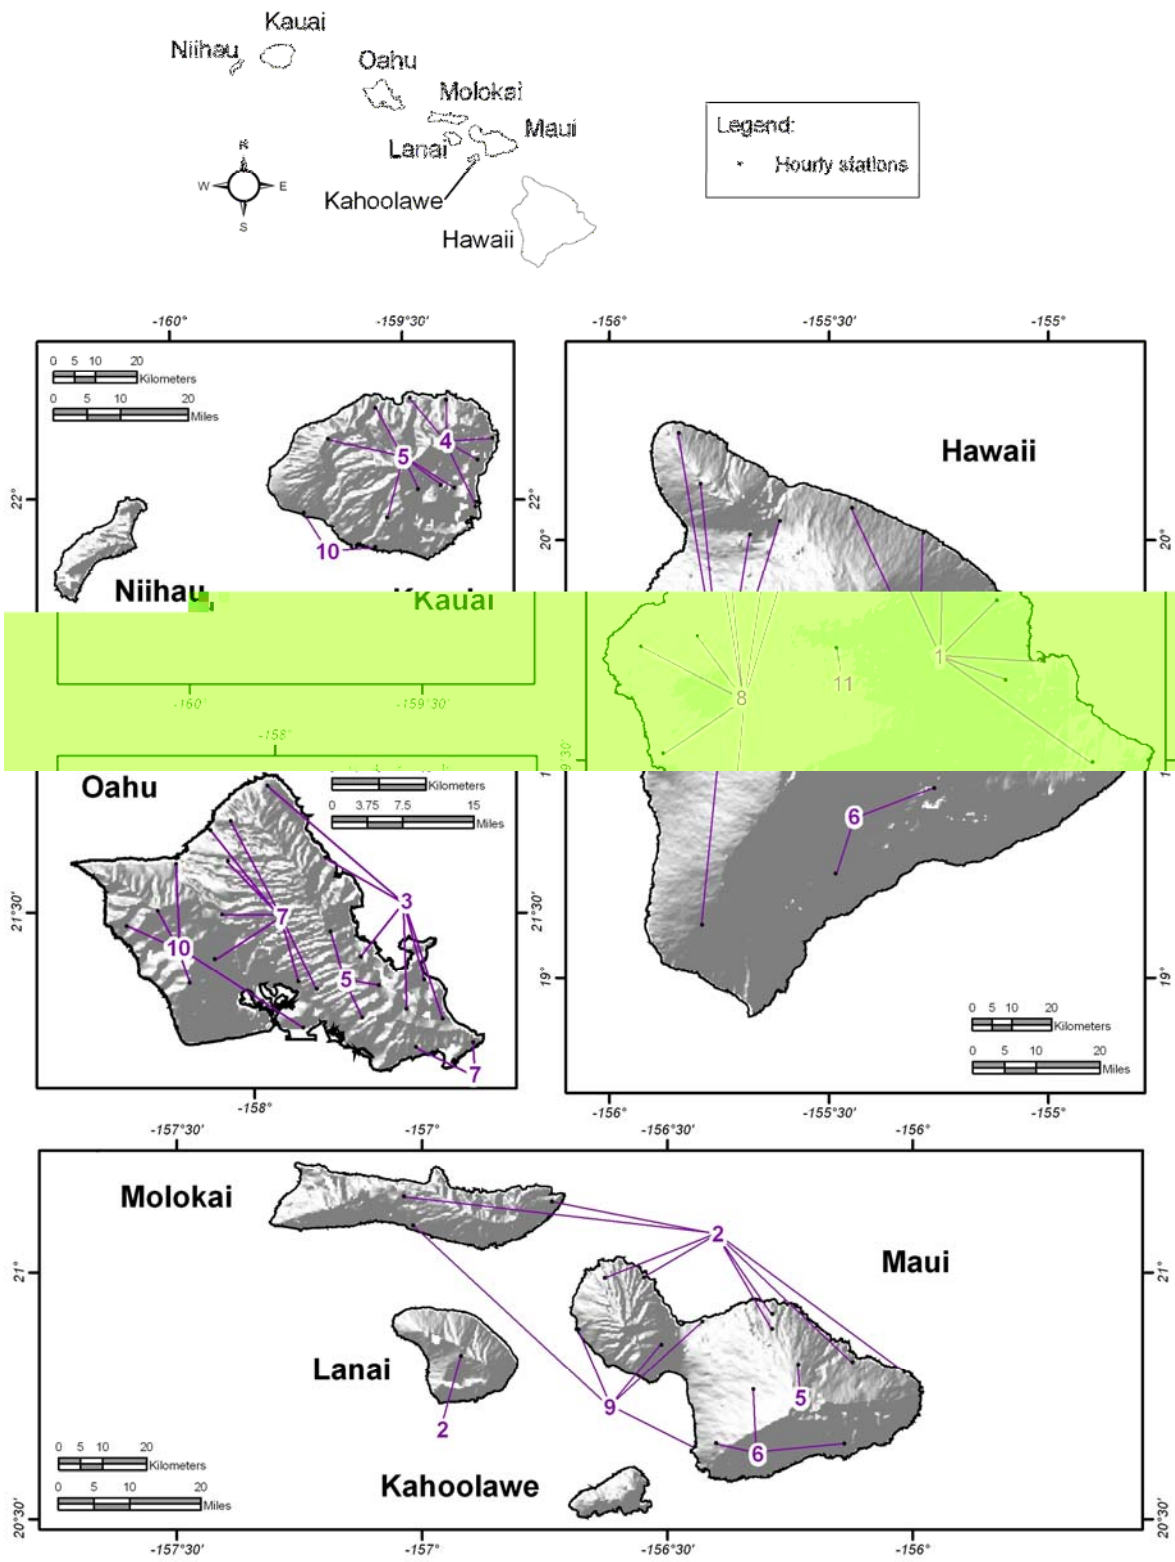 Kauai
Niihau
Oahu
Molokai
Maui
Lanai
Kahoolawe
Hawaii
N
W E
S
Legend:
Hourly stations
-160° -159°30'
0 5 10 20
Kilometers
0 5 10 20
Miles
5
4
10
22°
22°
Niihau
Kauai
-160° -159°30'
-156° -155°30' -155°
Hawaii
20°
20°
1
8
11
6
19°
19°
0 5 10 20
Kilometers
0 5 10 20
Miles
-156° -155°30' -155°
-158°
Oahu
Kilometers
0 3.75 7.5 15
Miles
3
7
10
5
7
21°30'
21°30'
-158°
-157°30' -157° -156°30' -156°
Molokai
2
Maui
21°
21°
Lanai
2
9
5
6
Kahoolawe
0 5 10 20
Kilometers
0 5 10 20
Miles
20°30'
20°30'
-157°30' -157° -156°30' -156°